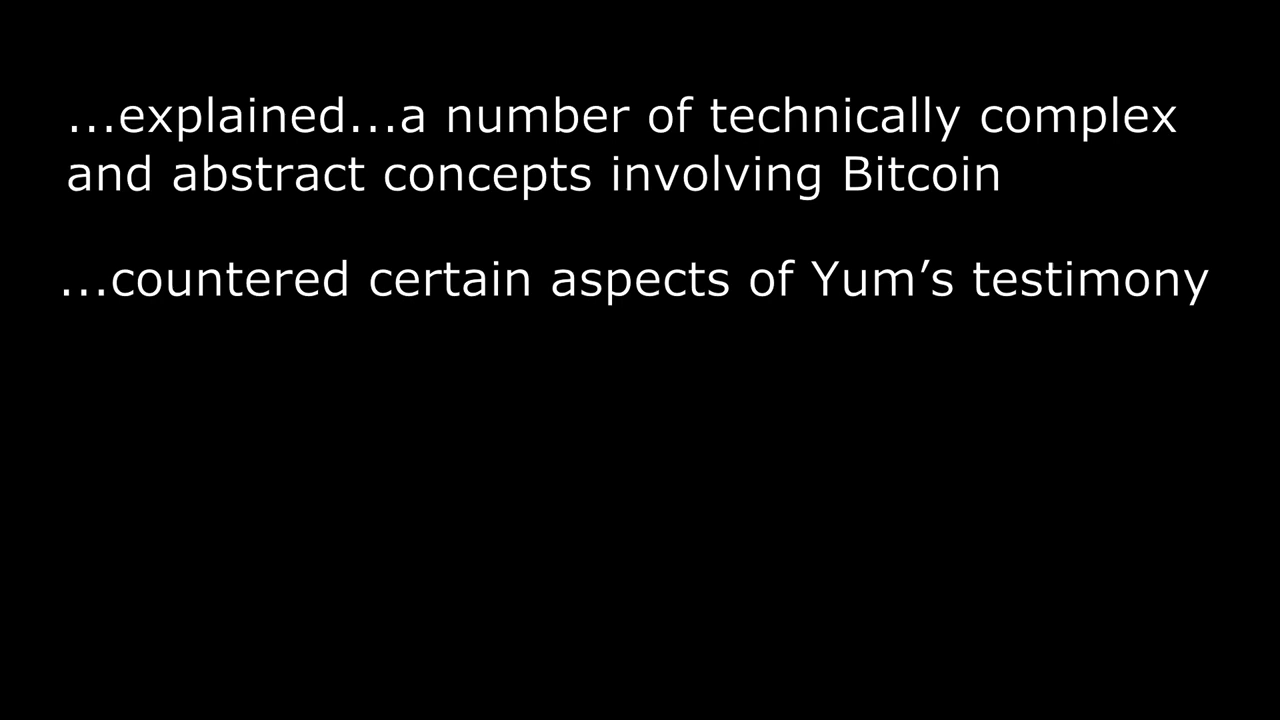 ...explained...a number of technically complex
and abstract concepts involving Bitcoin
...countered certain aspects of Yum’s testimony